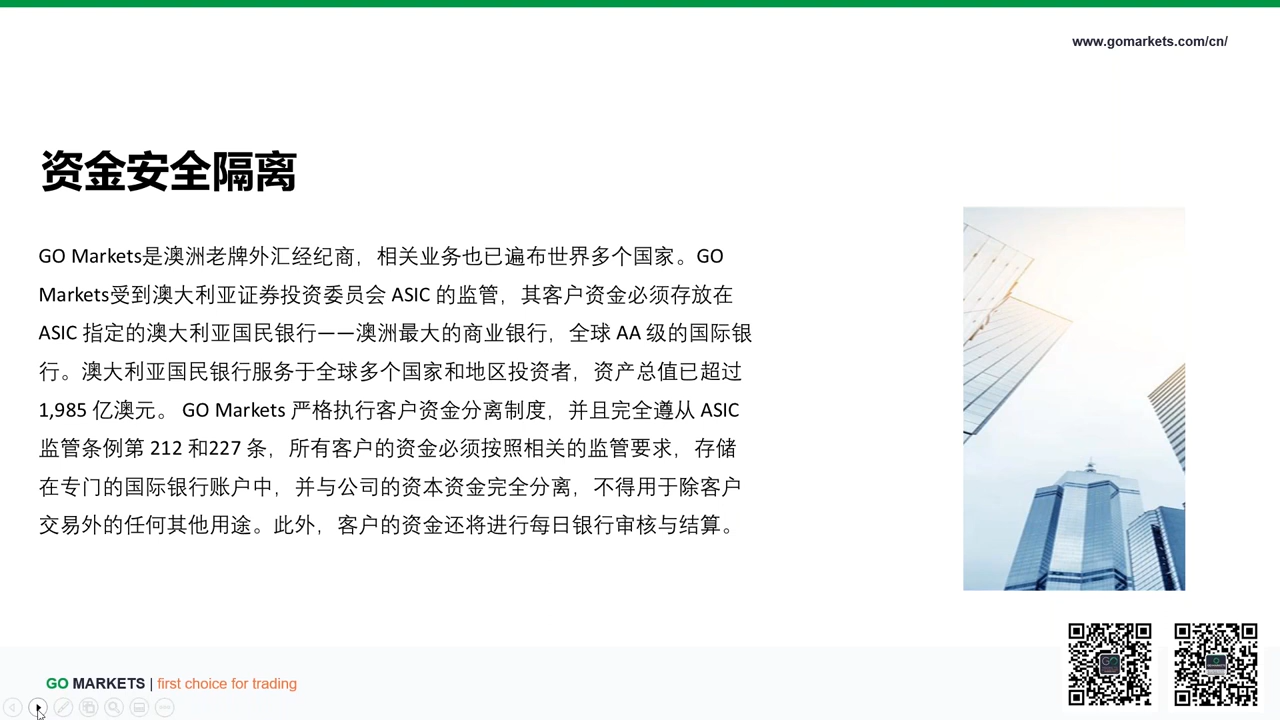 www.gomarkets.com/cn/
资金安全隔离
GO Markets是澳洲老牌外汇经纪商，相关业务也已遍布世界多个国家。GO
Markets受到澳大利亚证券投资委员会 ASIC 的监管，其客户资金必须存放在
ASIC 指定的澳大利亚国民银行——澳洲最大的商业银行，全球 AA 级的国际银
行。澳大利亚国民银行服务于全球多个国家和地区投资者，资产总值已超过
1,985 亿澳元。 GO Markets 严格执行客户资金分离制度，并且完全遵从 ASIC
监管条例第 212 和227 条，所有客户的资金必须按照相关的监管要求，存储
在专门的国际银行账户中，并与公司的资本资金完全分离，不得用于除客户
交易外的任何其他用途。此外，客户的资金还将进行每日银行审核与结算。
GO MARKETS | first choice for trading